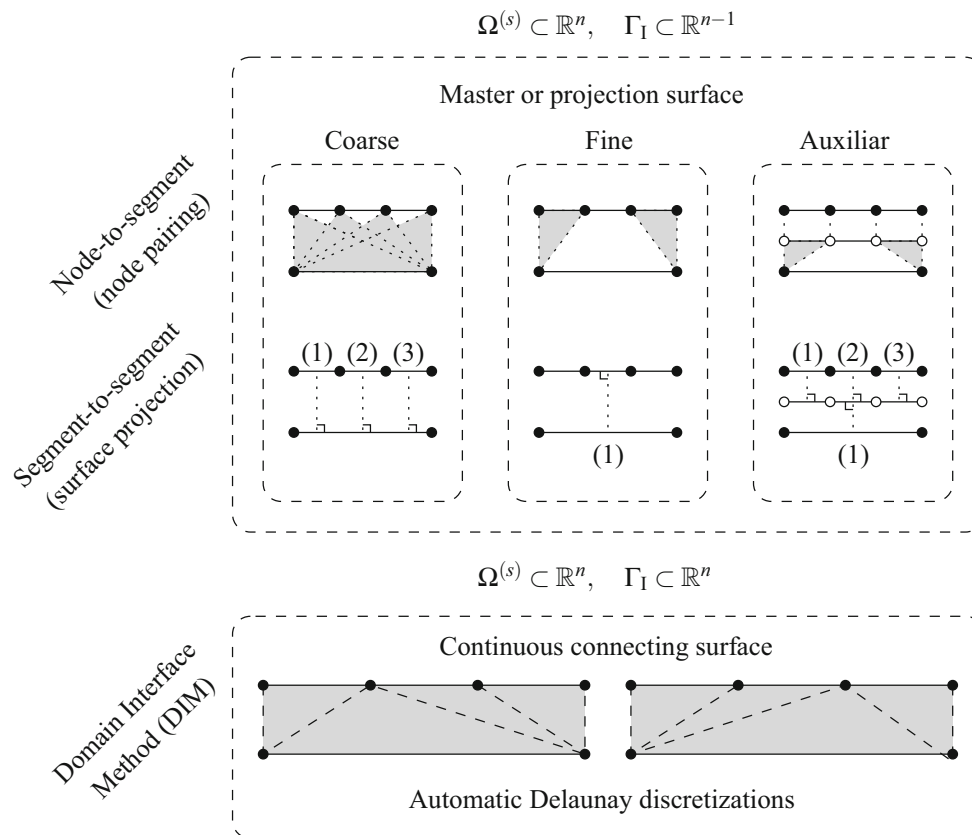 Ω^(s) ⊂ ℝ^n, Γ_I ⊂ ℝ^(n−1)
Master or projection surface
Coarse
Fine
Auxiliar
Node-to-segment
(node pairing)
Segment-to-segment
(surface projection)
(1) (2) (3)
(1)
(1) (2) (3)
(1)
Ω^(s) ⊂ ℝ^n, Γ_I ⊂ ℝ^n
Domain Interface
Method (DIM)
Continuous connecting surface
Automatic Delaunay discretizations